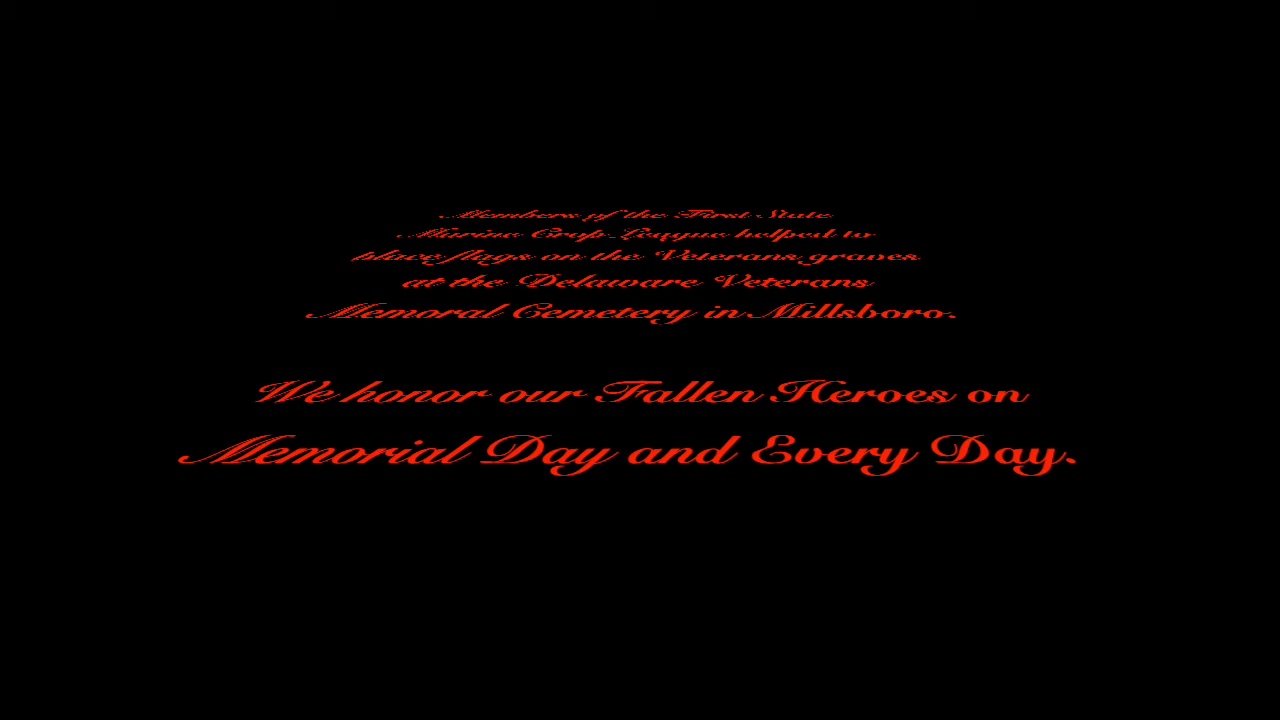 Members of the First State
Marine Crop League helped to
place flags on the Veterans graves
at the Delaware Veterans
Memoral Cemetery in Millsboro.
We honor our Fallen Heroes on
Memorial Day and Every Day.